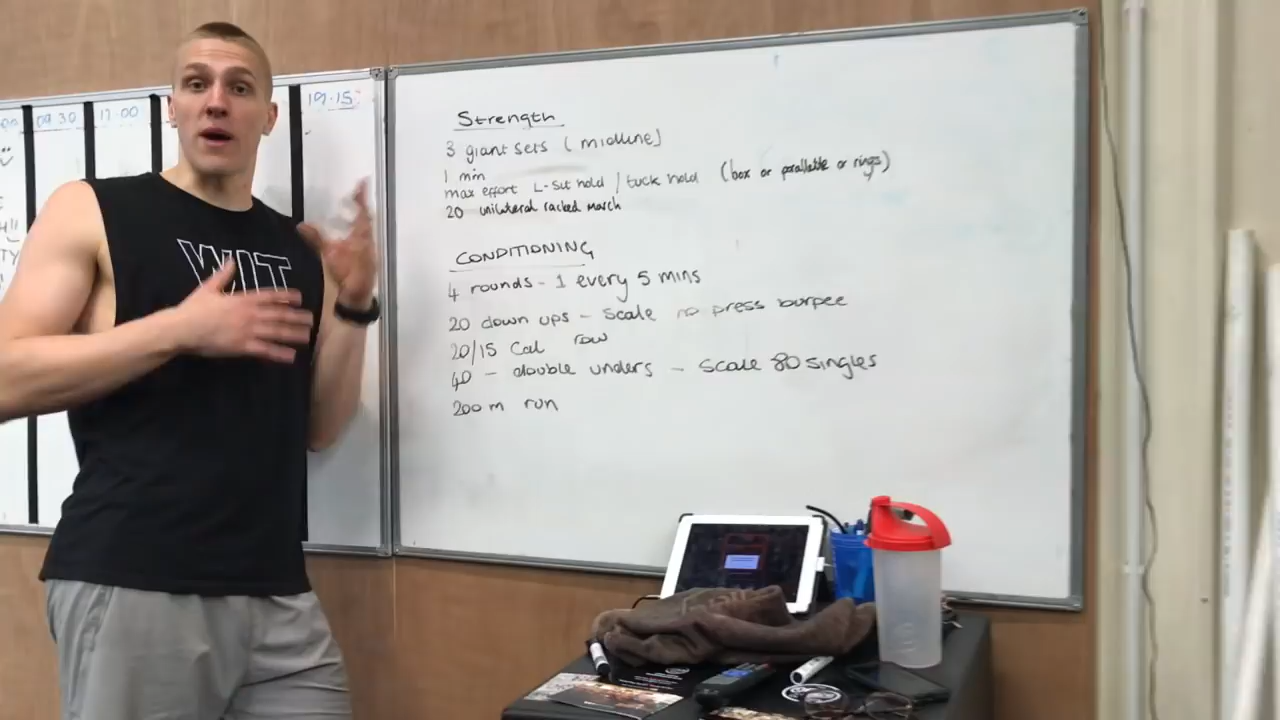 09 30
17:00
19.15
WIT
Strength
3 giant sets (midline)
1 min
max effort L-sit hold / tuck hold (box or parallette or rings)
20 unilateral racked march
CONDITIONING
4 rounds - 1 every 5 mins
20 down ups - scale no press burpee
20/15 Cal row
40 - double unders - scale 80 singles
200 m run